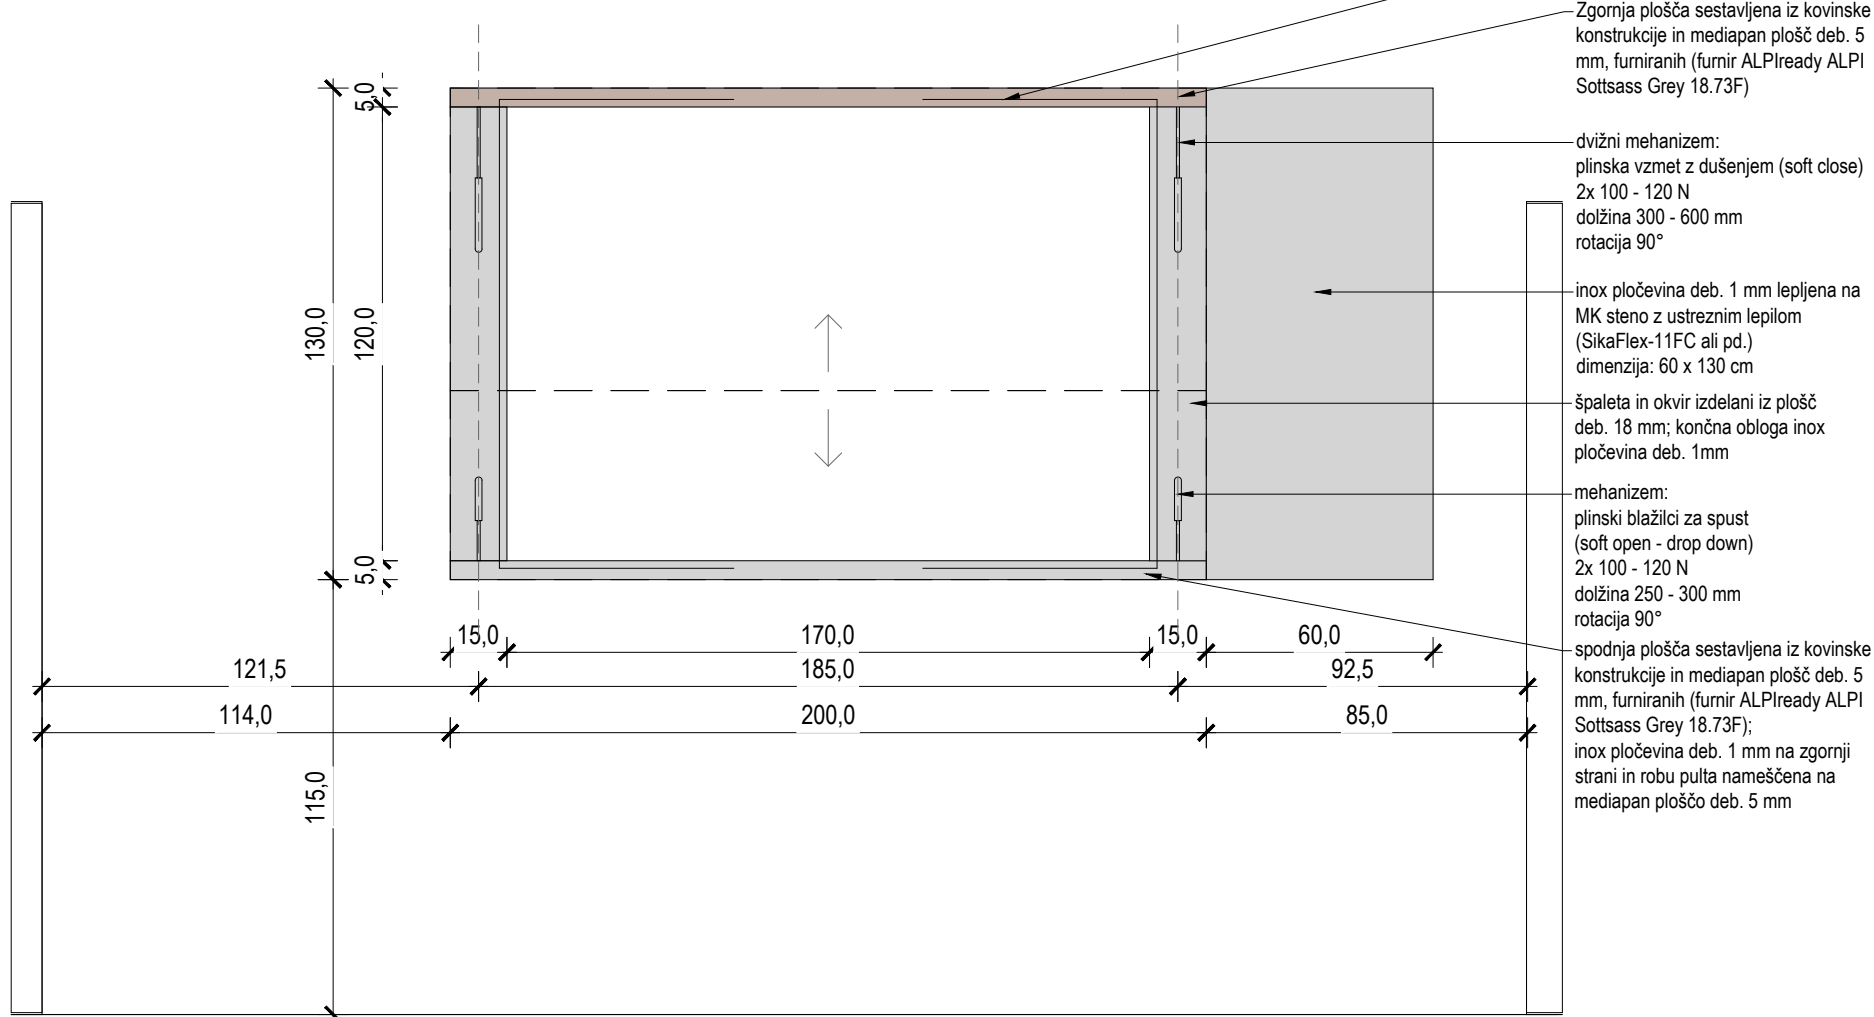 Zgornja plošča sestavljena iz kovinske
konstrukcije in mediapan plošč deb. 5
mm, furniranih (furnir ALPIready ALPI
Sottsass Grey 18.73F)
dvižni mehanizem:
plinska vzmet z dušenjem (soft close)
2x 100 - 120 N
dolžina 300 - 600 mm
rotacija 90°
inox pločevina deb. 1 mm lepljena na
MK steno z ustreznim lepilom
(SikaFlex-11FC ali pd.)
dimenzija: 60 x 130 cm
špaleta in okvir izdelani iz plošč
deb. 18 mm; končna obloga inox
pločevina deb. 1mm
mehanizem:
plinski blažilci za spust
(soft open - drop down)
2x 100 - 120 N
dolžina 250 - 300 mm
rotacija 90°
spodnja plošča sestavljena iz kovinske
konstrukcije in mediapan plošč deb. 5
mm, furniranih (furnir ALPIready ALPI
Sottsass Grey 18.73F);
inox pločevina deb. 1 mm na zgornji
strani in robu pulta nameščena na
mediapan ploščo deb. 5 mm
5,0
130,0
120,0
5,0
15,0
170,0
15,0
60,0
121,5
185,0
92,5
114,0
200,0
85,0
115,0